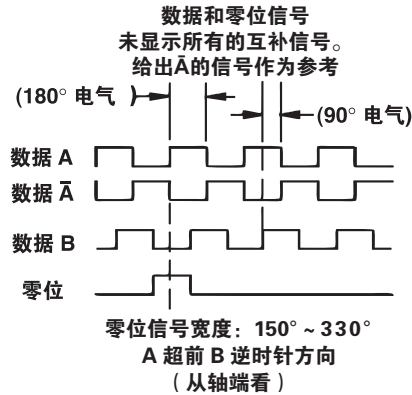 数据和零位信号
未显示所有的互补信号。
给出Ā的信号作为参考
(180° 电气 )
(90° 电气)
数据 A
数据 Ā
数据 B
零位
零位信号宽度: 150° ~ 330°
A 超前 B 逆时针方向
( 从轴端看 )